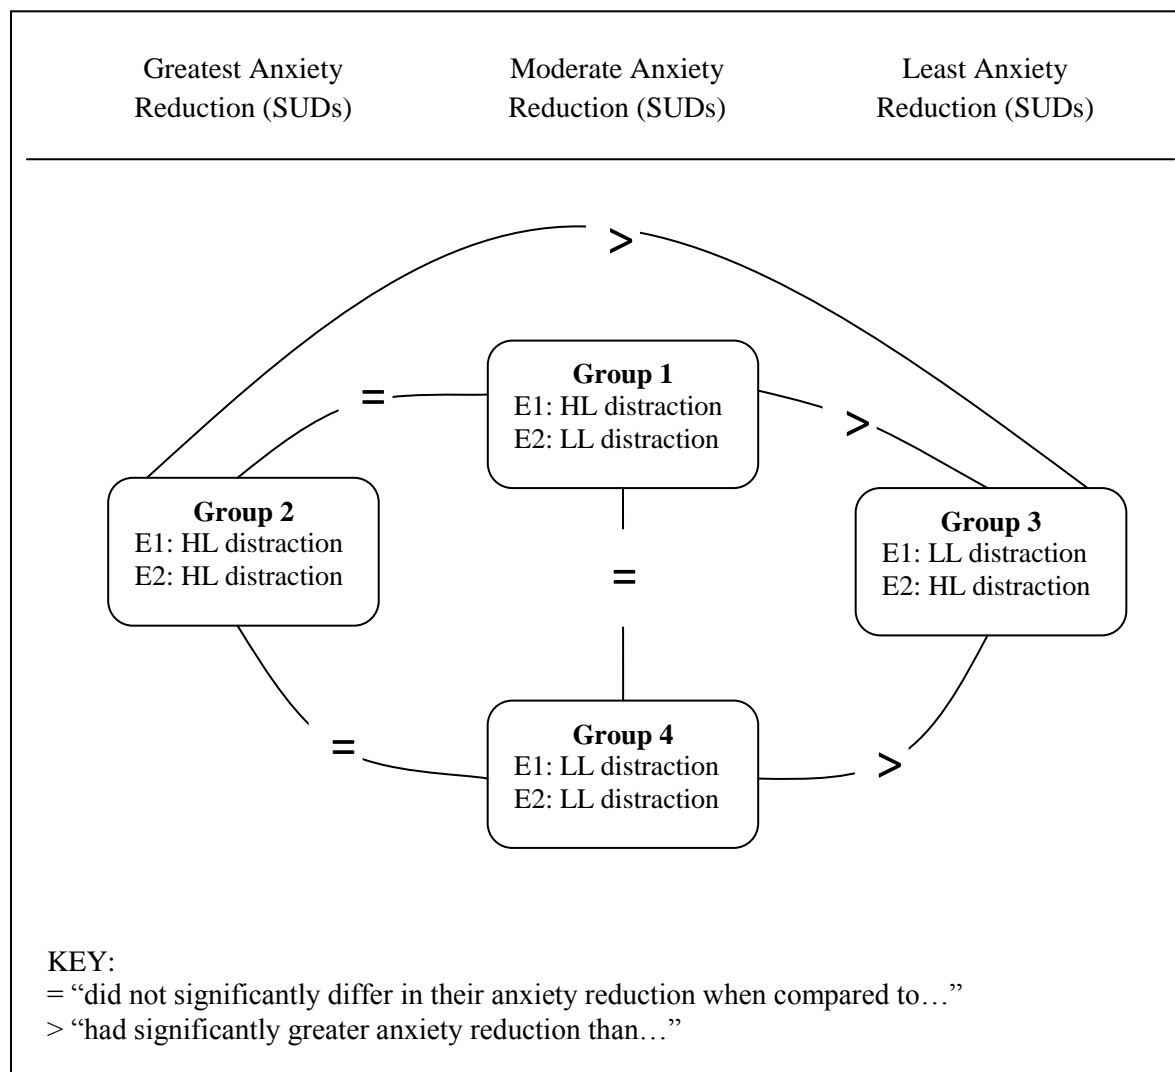 Greatest Anxiety
Reduction (SUDs)
Moderate Anxiety
Reduction (SUDs)
Least Anxiety
Reduction (SUDs)
>
Group 1
E1: HL distraction
E2: LL distraction
=
>
Group 2
E1: HL distraction
E2: HL distraction
Group 3
E1: LL distraction
E2: HL distraction
=
Group 4
E1: LL distraction
E2: LL distraction
=
>
KEY:
= “did not significantly differ in their anxiety reduction when compared to…”
> “had significantly greater anxiety reduction than…”